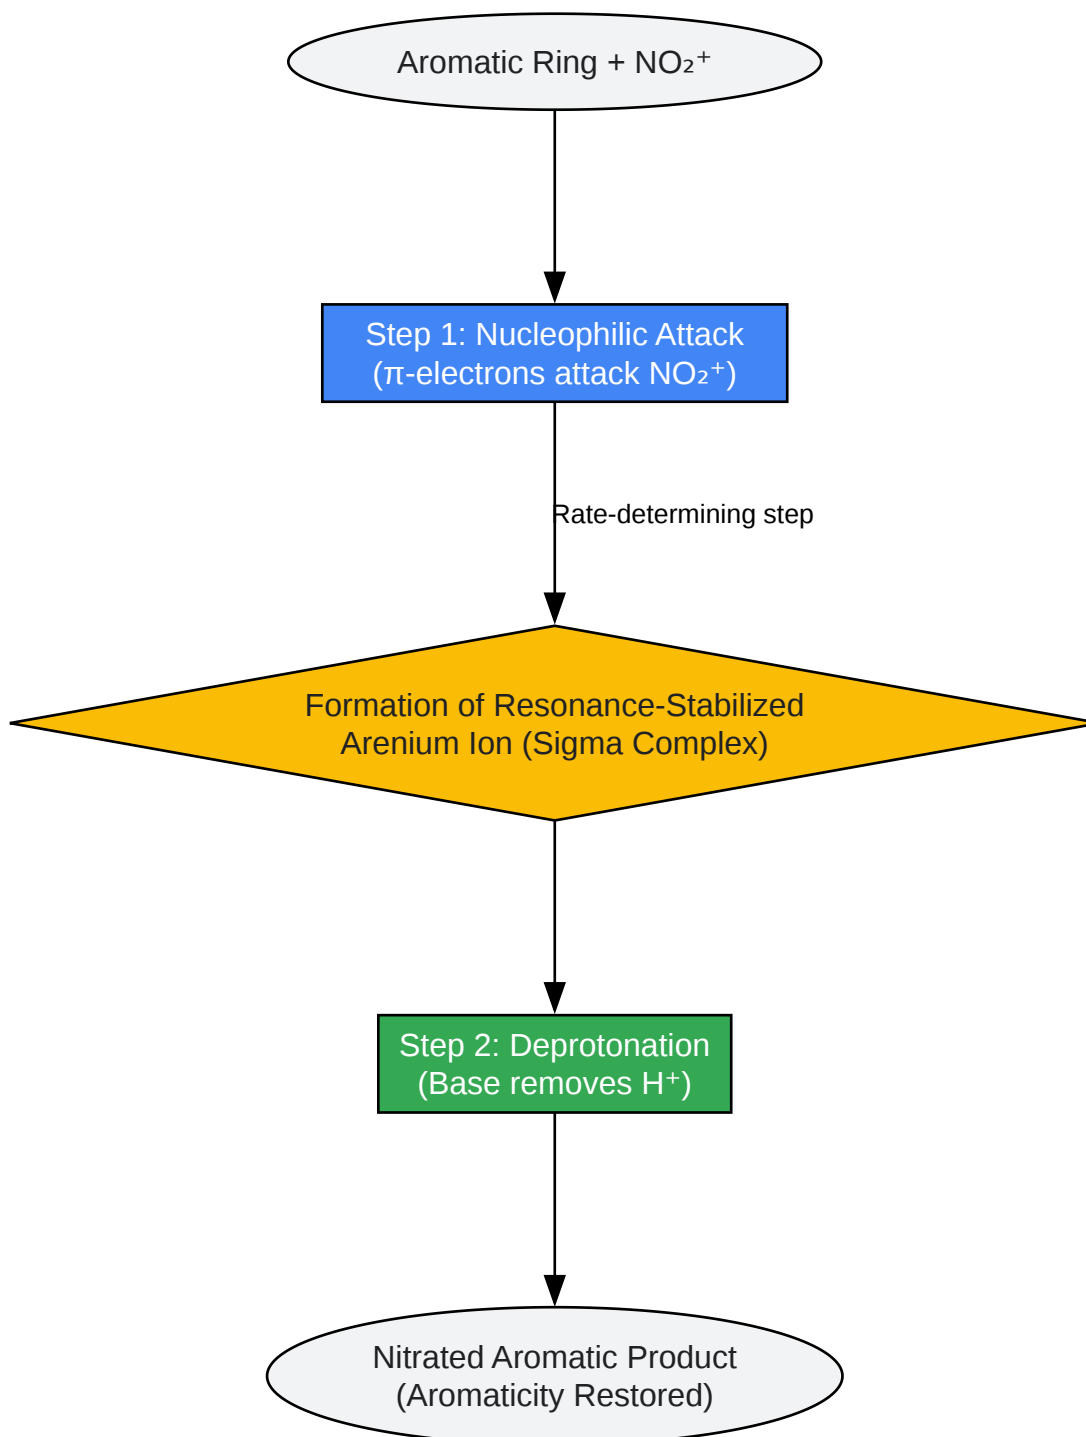 Aromatic Ring + NO₂⁺
Step 1: Nucleophilic Attack
(π-electrons attack NO₂⁺)
Rate-determining step
Formation of Resonance-Stabilized
Arenium Ion (Sigma Complex)
Step 2: Deprotonation
(Base removes H⁺)
Nitrated Aromatic Product
(Aromaticity Restored)